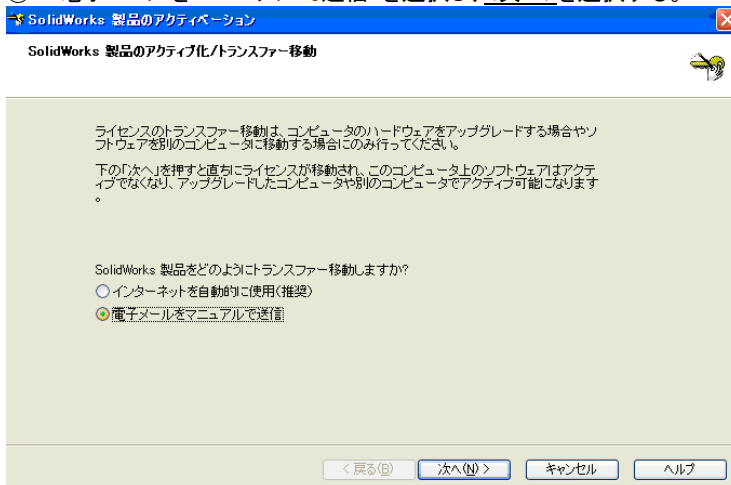 SolidWorks 製品のアクティベーション
SolidWorks 製品のアクティブ化/トランスファー移動
ライセンスのトランスファー移動は、コンピュータのハードウェアをアップグレードする場合やソ
フトウェアを別のコンピュータに移動する場合にのみ行ってください。
下の「次へ」を押すと直ちにライセンスが移動され、このコンピュータ上のソフトウェアはアクテ
ィブでなくなり、アップグレードしたコンピュータや別のコンピュータでアクティブ可能になります
。
SolidWorks 製品をどのようにトランスファー移動しますか?
インターネットを自動的に使用(推奨)
電子メールをマニュアルで送信
< 戻る(B)
次へ(N) >
キャンセル
ヘルプ